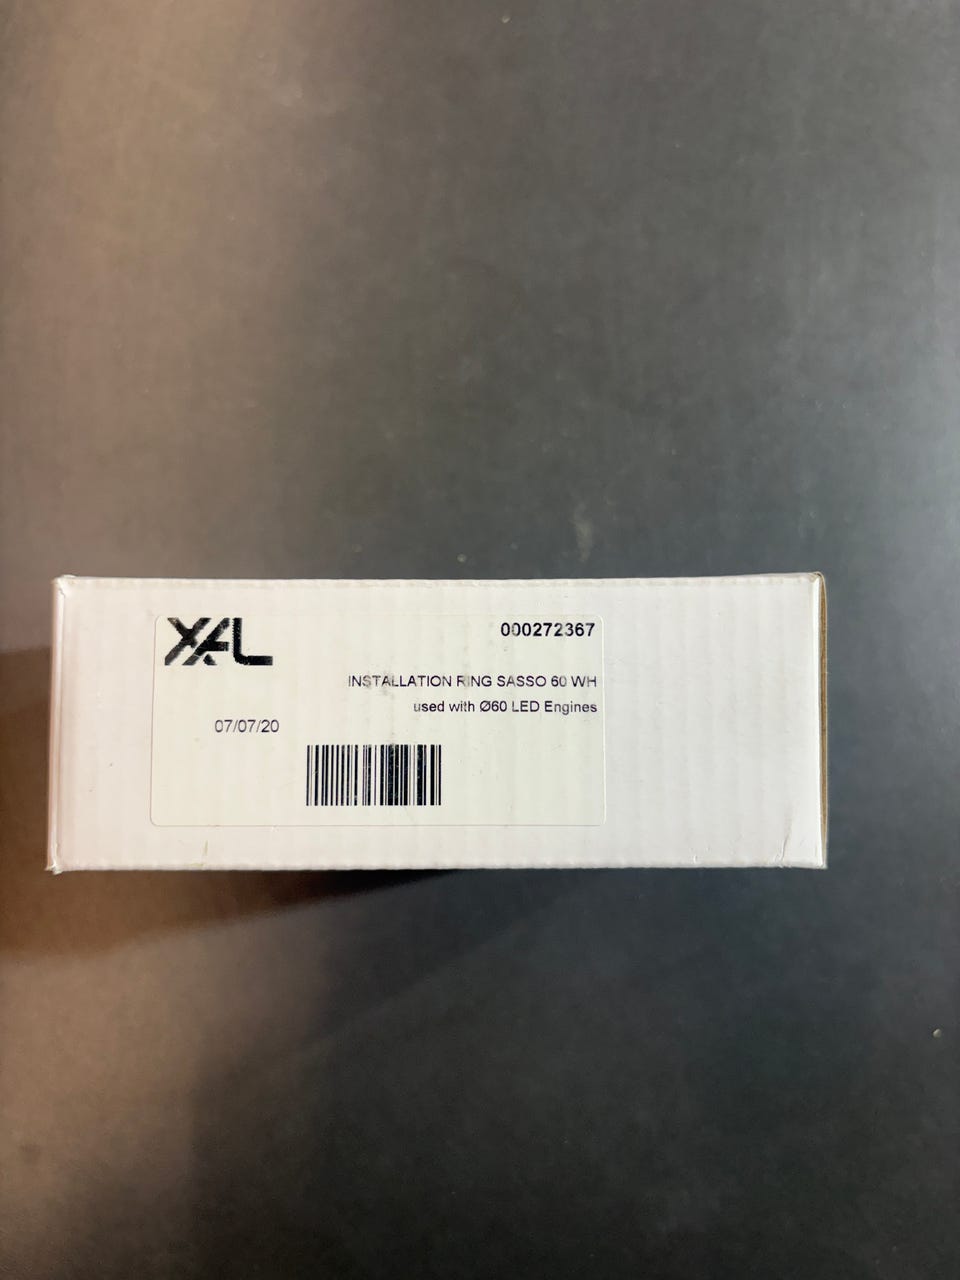 XAL
000272367
INSTALLATION RING SASSO 60 WH
used with Ø60 LED Engines
07/07/20